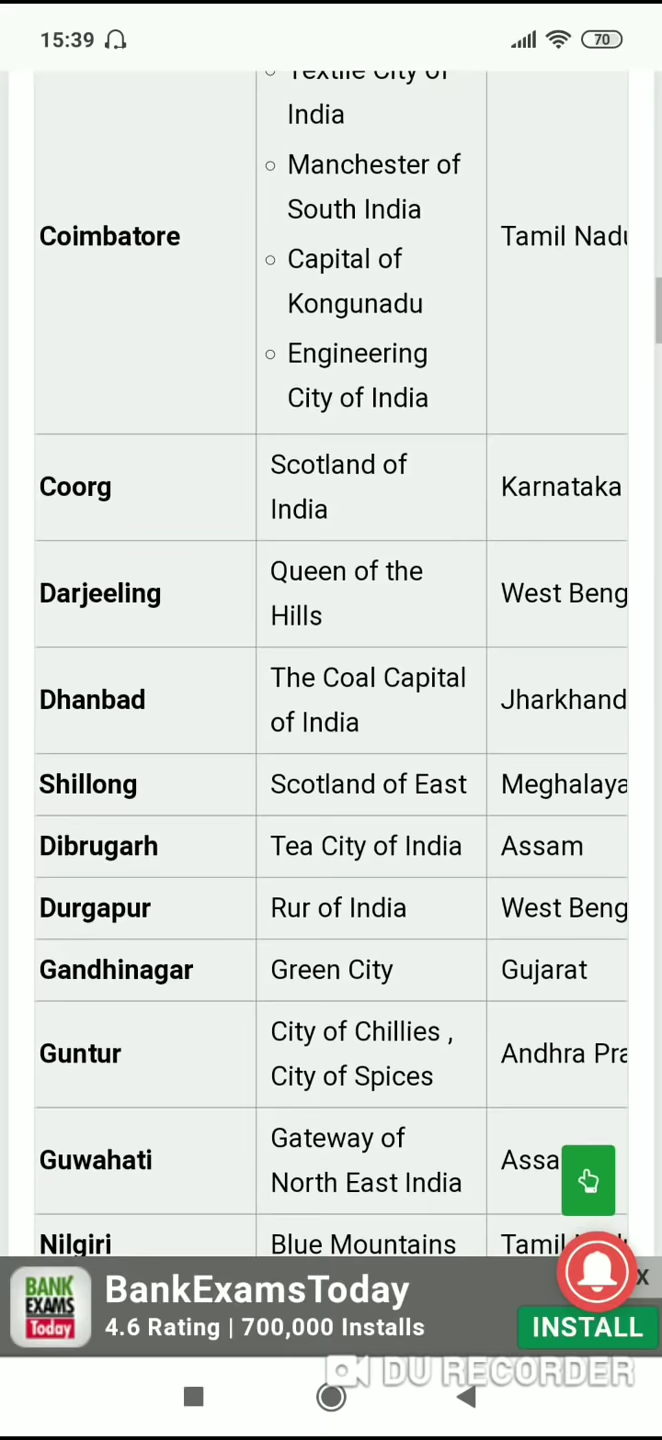 15:39
70
Textile City of
India
Manchester of
South India
Coimbatore
Tamil Nadu
Capital of
Kongunadu
Engineering
City of India
Scotland of
India
Coorg
Karnataka
Queen of the
Hills
Darjeeling
West Beng
The Coal Capital
of India
Dhanbad
Jharkhand
Shillong Scotland of East Meghalaya
Dibrugarh Tea City of India Assam
Durgapur Rur of India West Beng
Gandhinagar Green City Gujarat
City of Chillies ,
City of Spices
Guntur
Andhra Pra
Gateway of
North East India
Guwahati
Assa
Nilgiri Blue Mountains Tamil
BANK
EXAMS
Today
BankExamsToday
4.6 Rating | 700,000 Installs
X
INSTALL
DU RECORDER